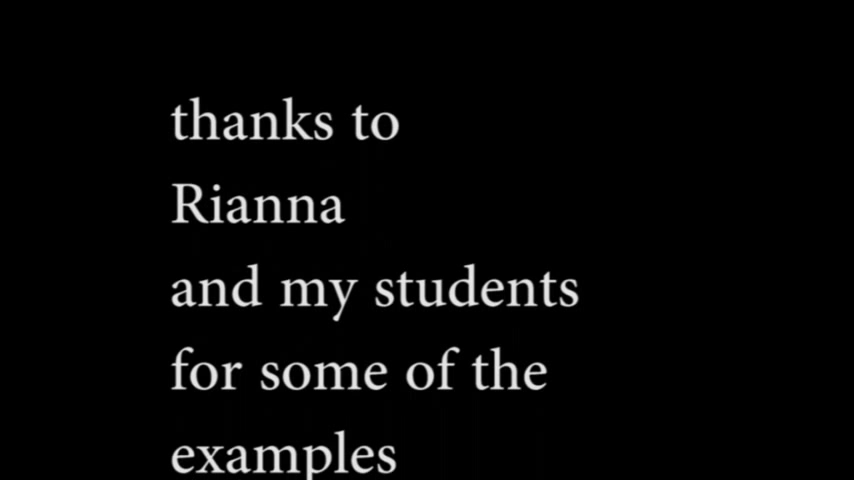 thanks to
Rianna
and my students
for some of the
examples